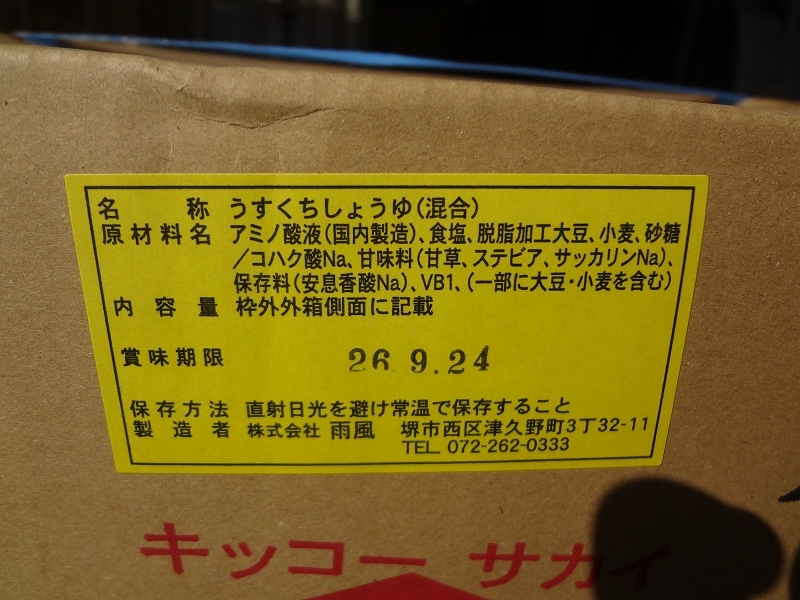 名称 うすくちしょうゆ(混合)
原材料名 アミノ酸液(国内製造)、食塩、脱脂加工大豆、小麦、砂糖
/コハク酸Na、甘味料(甘草、ステビア、サッカリンNa)、
保存料(安息香酸Na)、VB1、(一部に大豆・小麦を含む)
内容量 枠外外箱側面に記載
賞味期限 26.9.24
保存方法 直射日光を避け常温で保存すること
製造者 株式会社 雨風 堺市西区津久野町3丁32-11
TEL. 072-262-0333
キッコー サカイ